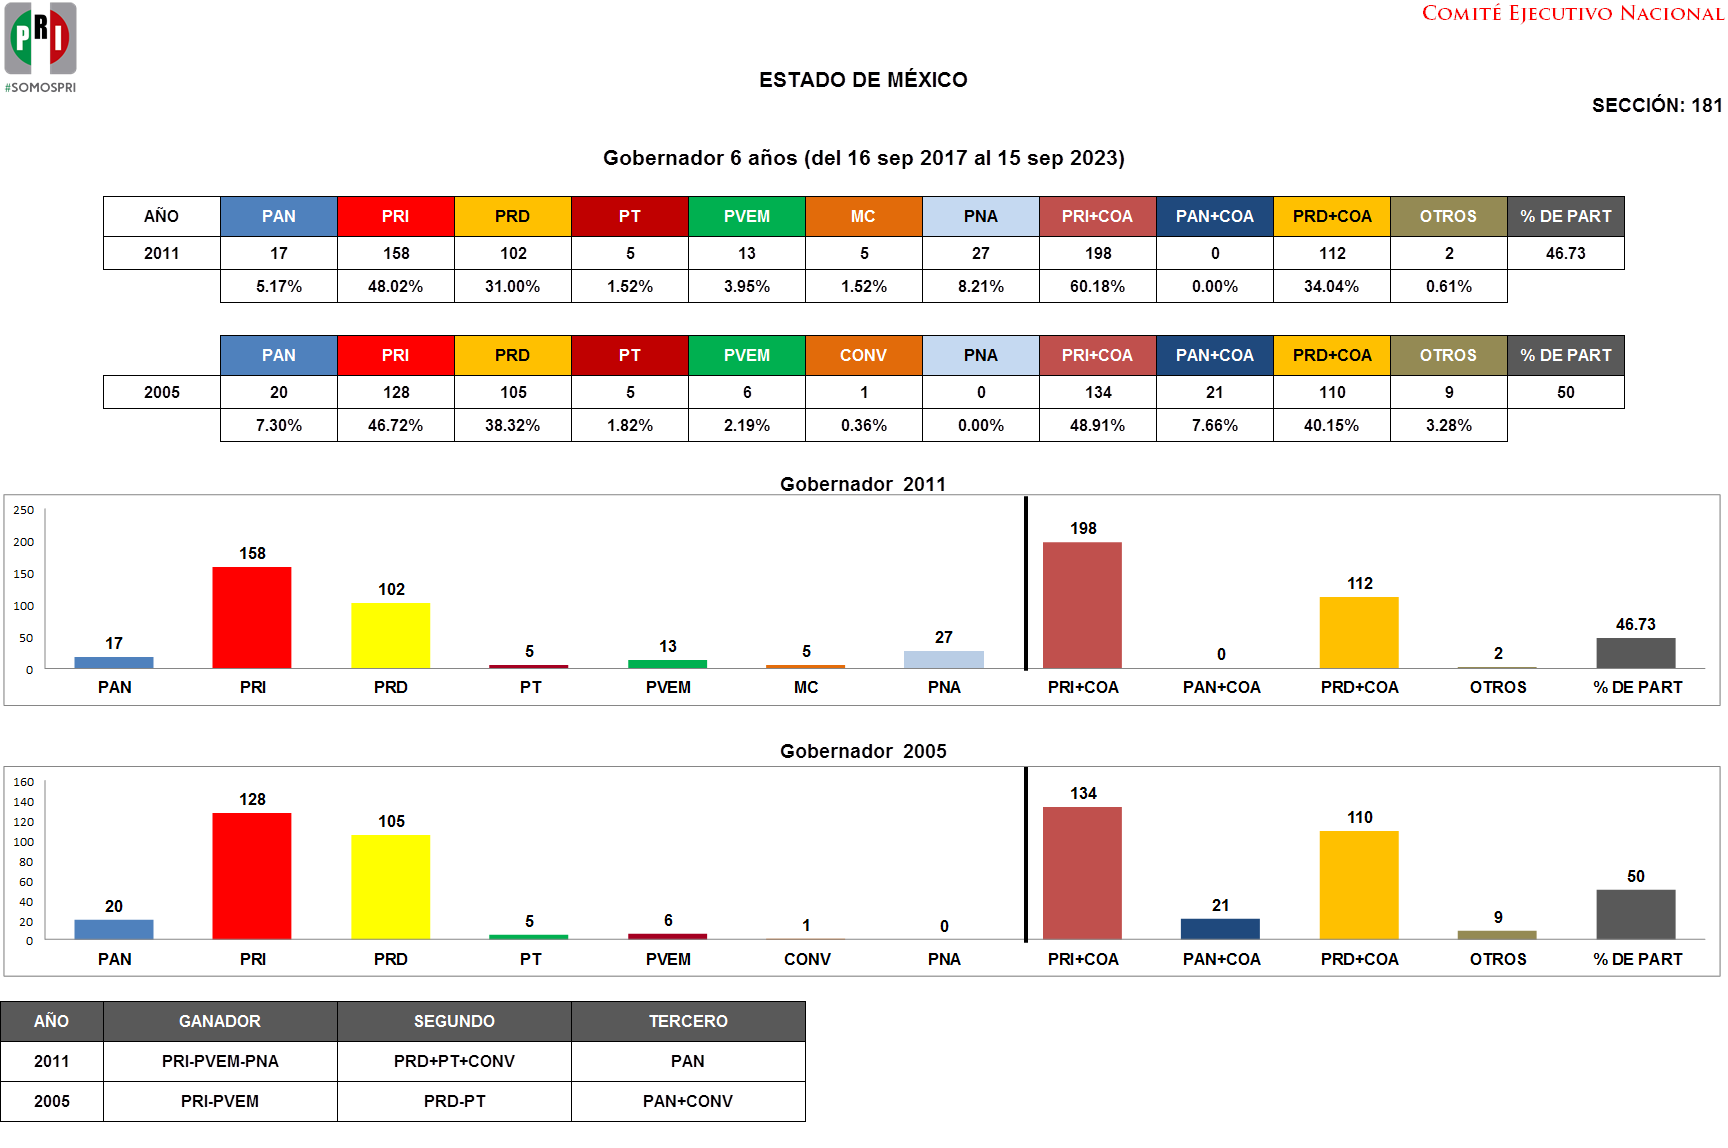 PRI
#SOMOSPRI
COMITÉ EJECUTIVO NACIONAL
ESTADO DE MÉXICO
SECCIÓN: 181
Gobernador 6 años (del 16 sep 2017 al 15 sep 2023)
AÑO PAN PRI PRD PT PVEM MC PNA PRI+COA PAN+COA PRD+COA OTROS % DE PART
2011 17 158 102 5 13 5 27 198 0 112 2 46.73
5.17% 48.02% 31.00% 1.52% 3.95% 1.52% 8.21% 60.18% 0.00% 34.04% 0.61%
PAN PRI PRD PT PVEM CONV PNA PRI+COA PAN+COA PRD+COA OTROS % DE PART
2005 20 128 105 5 6 1 0 134 21 110 9 50
7.30% 46.72% 38.32% 1.82% 2.19% 0.36% 0.00% 48.91% 7.66% 40.15% 3.28%
Gobernador 2011
250
200
150
100
50
0
17 158 102 5 13 5 27 198 0 112 2 46.73
PAN PRI PRD PT PVEM MC PNA PRI+COA PAN+COA PRD+COA OTROS % DE PART
Gobernador 2005
160
140
120
100
80
60
40
20
0
20 128 105 5 6 1 0 134 21 110 9 50
PAN PRI PRD PT PVEM CONV PNA PRI+COA PAN+COA PRD+COA OTROS % DE PART
AÑO GANADOR SEGUNDO TERCERO
2011 PRI-PVEM-PNA PRD+PT+CONV PAN
2005 PRI-PVEM PRD-PT PAN+CONV